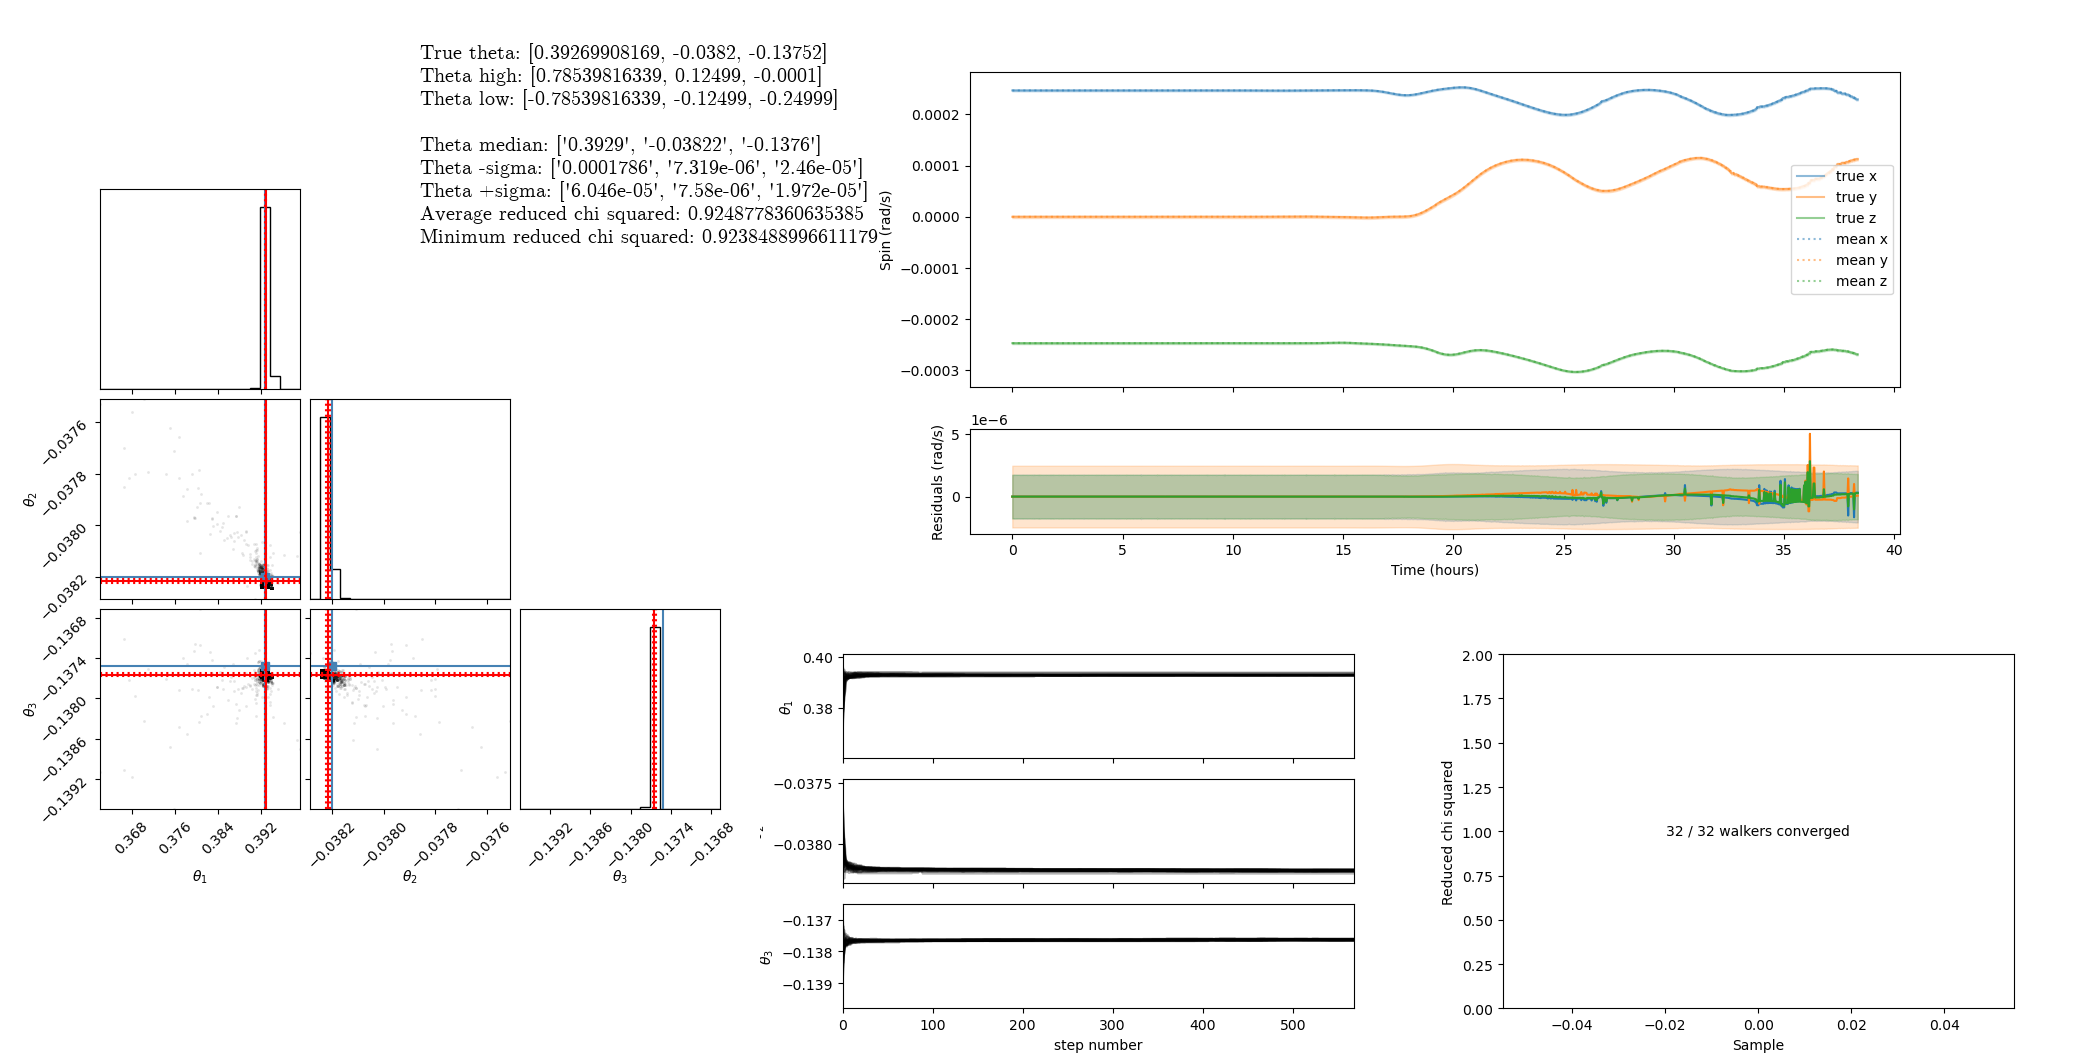 True theta: [0.39269908169, -0.0382, -0.13752]
Theta high: [0.78539816339, 0.12499, -0.0001]
Theta low: [-0.78539816339, -0.12499, -0.24999]
Theta median: ['0.3929', '-0.03822', '-0.1376']
Theta -sigma: ['0.0001786', '7.319e-06', '2.46e-05']
Theta +sigma: ['6.046e-05', '7.58e-06', '1.972e-05']
Average reduced chi squared: 0.9248778360635385
Minimum reduced chi squared: 0.9238488996611179
Spin (rad/s)
0.0002
0.0001
0.0000
−0.0001
−0.0002
−0.0003
true x
true y
true z
mean x
mean y
mean z
1e−6
Residuals (rad/s)
5
0
0 5 10 15 20 25 30 35 40
Time (hours)
θ2
−0.0376
−0.0378
−0.0380
−0.0382
θ3
−0.1368
−0.1374
−0.1380
−0.1386
−0.1392
0.368 0.376 0.384 0.392
θ1
−0.0382 −0.0380 −0.0378 −0.0376
θ2
−0.1392 −0.1386 −0.1380 −0.1374 −0.1368
θ3
θ1
0.40
0.38
−0.0375
−0.0380
θ3
−0.137
−0.138
−0.139
0 100 200 300 400 500
step number
Reduced chi squared
2.00
1.75
1.50
1.25
1.00
0.75
0.50
0.25
0.00
32 / 32 walkers converged
−0.04 −0.02 0.00 0.02 0.04
Sample